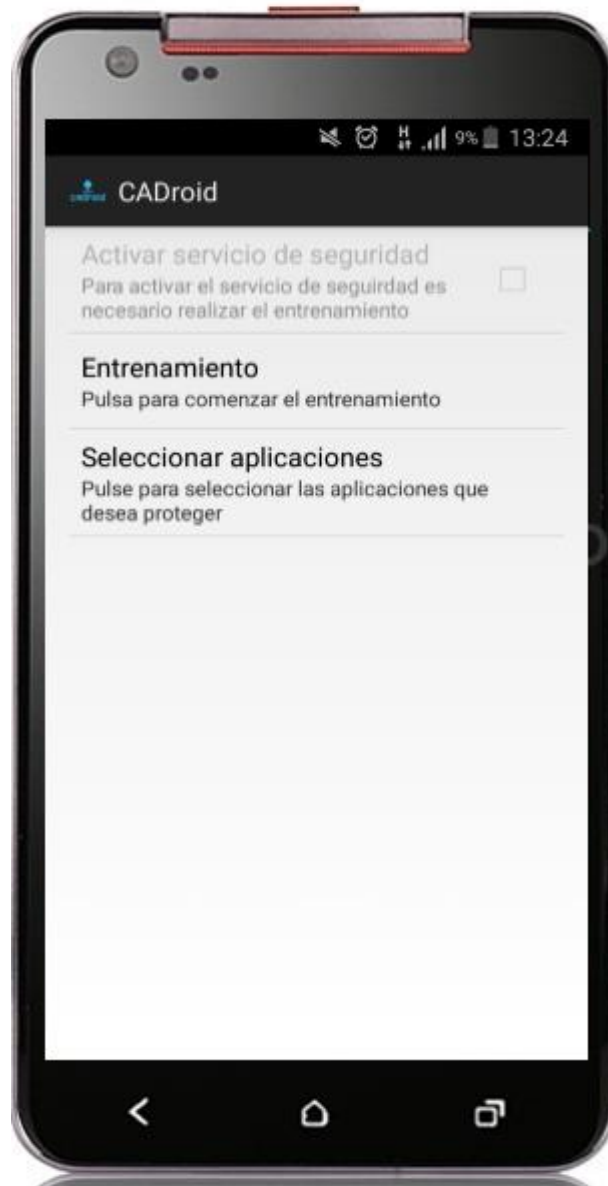 H
9% 13:24
CADroid
Activar servicio de seguridad
Para activar el servicio de seguirdad es
necesario realizar el entrenamiento
Entrenamiento
Pulsa para comenzar el entrenamiento
Seleccionar aplicaciones
Pulse para seleccionar las aplicaciones que
desea proteger